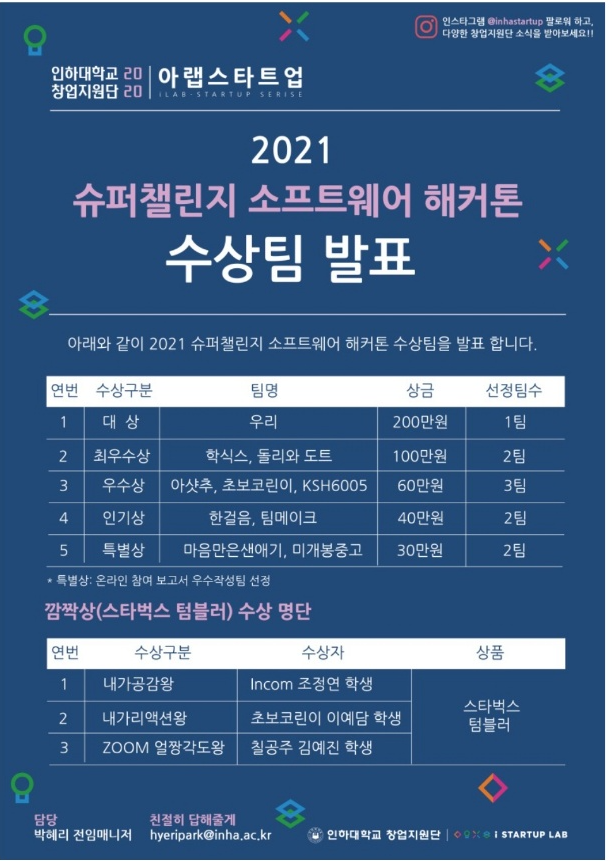 인스타그램 @inhastartup 팔로워 하고,
다양한 창업지원단 소식을 받아보세요!!
인하대학교 20
창업지원단 20
아랩스타트업
iLAB-STARTUP SERISE
2021
슈퍼챌린지 소프트웨어 해커톤
수상팀 발표
아래와 같이 2021 슈퍼챌린지 소프트웨어 해커톤 수상팀을 발표 합니다.
연번 수상구분 팀명 상금 선정팀수
1 대 상 우리 200만원 1팀
2 최우수상 학식스, 돌리와 도트 100만원 2팀
3 우수상 아샷추, 초보코린이, KSH6005 60만원 3팀
4 인기상 한걸음, 팀메이크 40만원 2팀
5 특별상 마음만은샌애기, 미개봉중고 30만원 2팀
* 특별상: 온라인 참여 보고서 우수작성팀 선정
깜짝상(스타벅스 텀블러) 수상 명단
연번 수상구분 수상자 상품
1 내가공감왕 Incom 조정연 학생
2 내가리액션왕 초보코린이 이예담 학생
3 ZOOM 얼짱각도왕 칠공주 김예진 학생
스타벅스
텀블러
담당 친절히 답해줄게
박혜리 전임매니저 hyeripark@inha.ac.kr
인하대학교 창업지원단 i STARTUP LAB